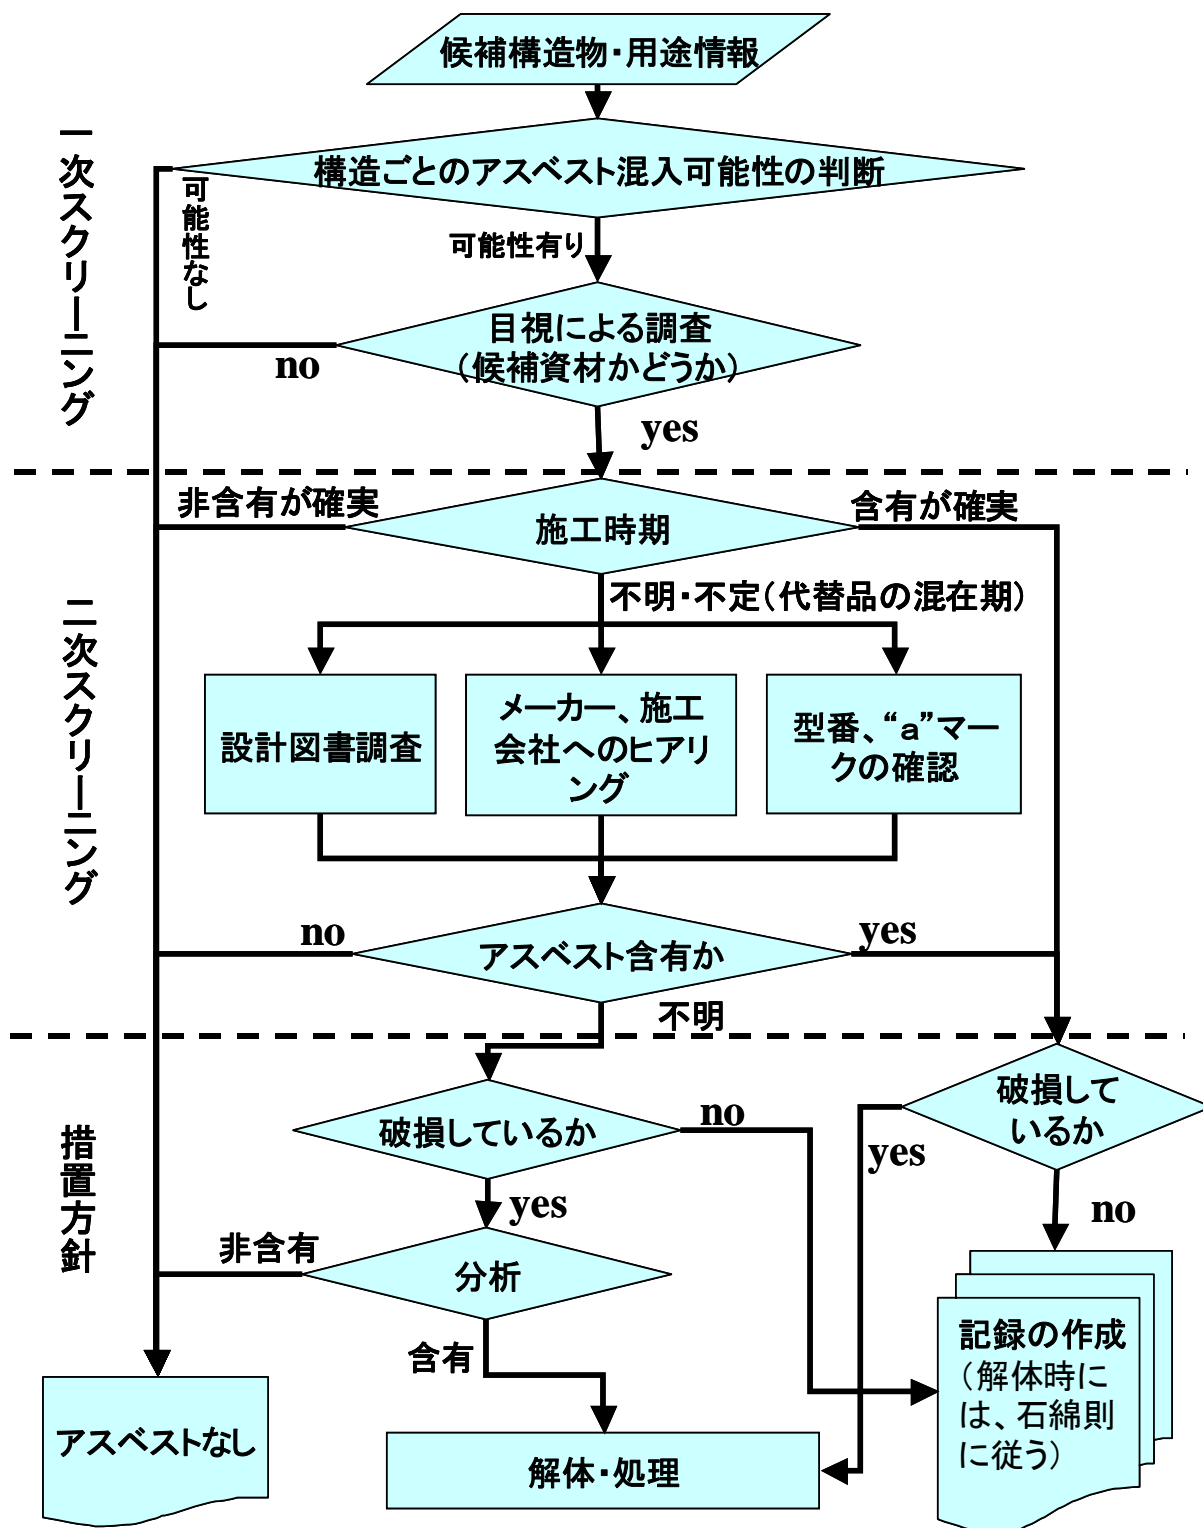 候補構造物・用途情報
一次スクリーニング
構造ごとのアスベスト混入可能性の判断
可能性なし
可能性有り
目視による調査
（候補資材かどうか）
no
yes
非含有が確実
含有が確実
施工時期
不明・不定（代替品の混在期）
二次スクリーニング
設計図書調査
メーカー、施工
会社へのヒアリ
ング
型番、“a”マー
クの確認
no
yes
アスベスト含有か
不明
措置方針
破損しているか
no
破損して
いるか
yes
yes
no
非含有
分析
含有
記録の作成
（解体時に
は、石綿則
に従う）
アスベストなし
解体・処理